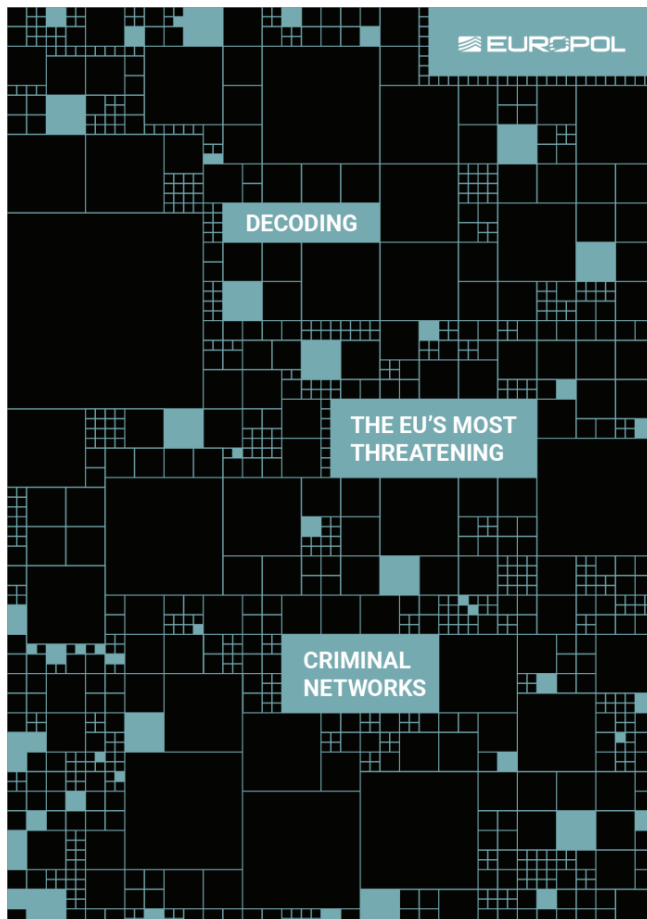 EUROPOL
DECODING
THE EU'S MOST
THREATENING
CRIMINAL
NETWORKS